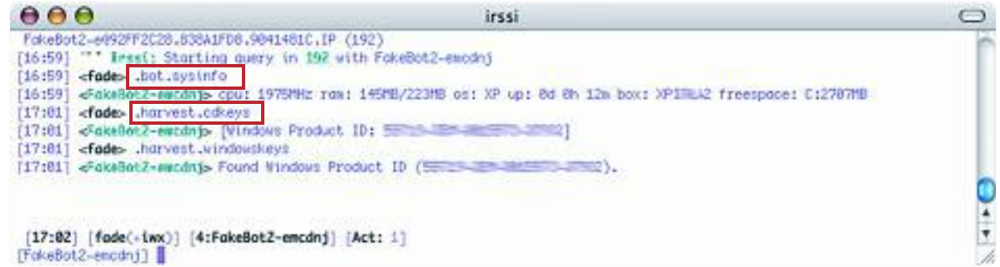 irssi
FakeBot2-e092FF2C28.838A1FD8.9041481C.IP (192)
[16:59] *** Irssi: Starting query in 192 with FakeBot2-emcdnj
[16:59] <fade> .bot.sysinfo
[16:59] <FakeBot2-emcdnj> cpu: 1975MHz ram: 145MB/223MB os: XP up: 0d 0h 12m box: freespace: C:2707MB
[17:01] <fade> .harvest.cdkeys
[17:01] <FakeBot2-emcdnj> [Windows Product ID: ]
[17:01] <fade> .harvest.windowskeys
[17:01] <FakeBot2-emcdnj> Found Windows Product ID ( ).
[17:02] [fade(+iwx)] [4:FakeBot2-emcdnj] [Act: 1]
[FakeBot2-emcdnj]